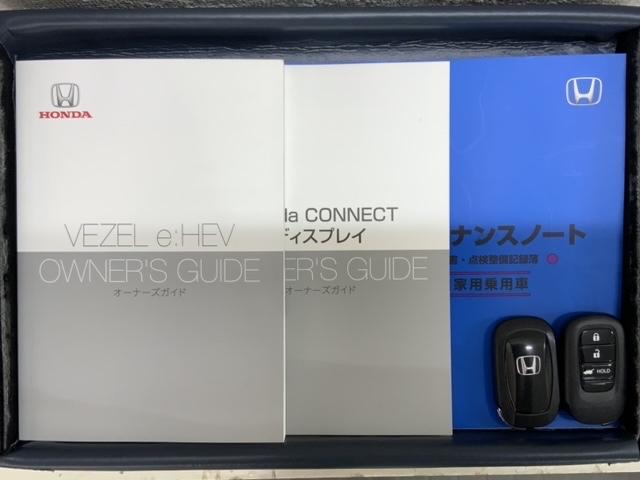 HONDA
VEZEL e:HEV
OWNER'S GUIDE
オーナーズガイド
da CONNECT
ディスプレイ
ER'S GUIDE
オーナーズガイド
ナンスノート
書・点検整備記録簿
家用乗用車
HOLD